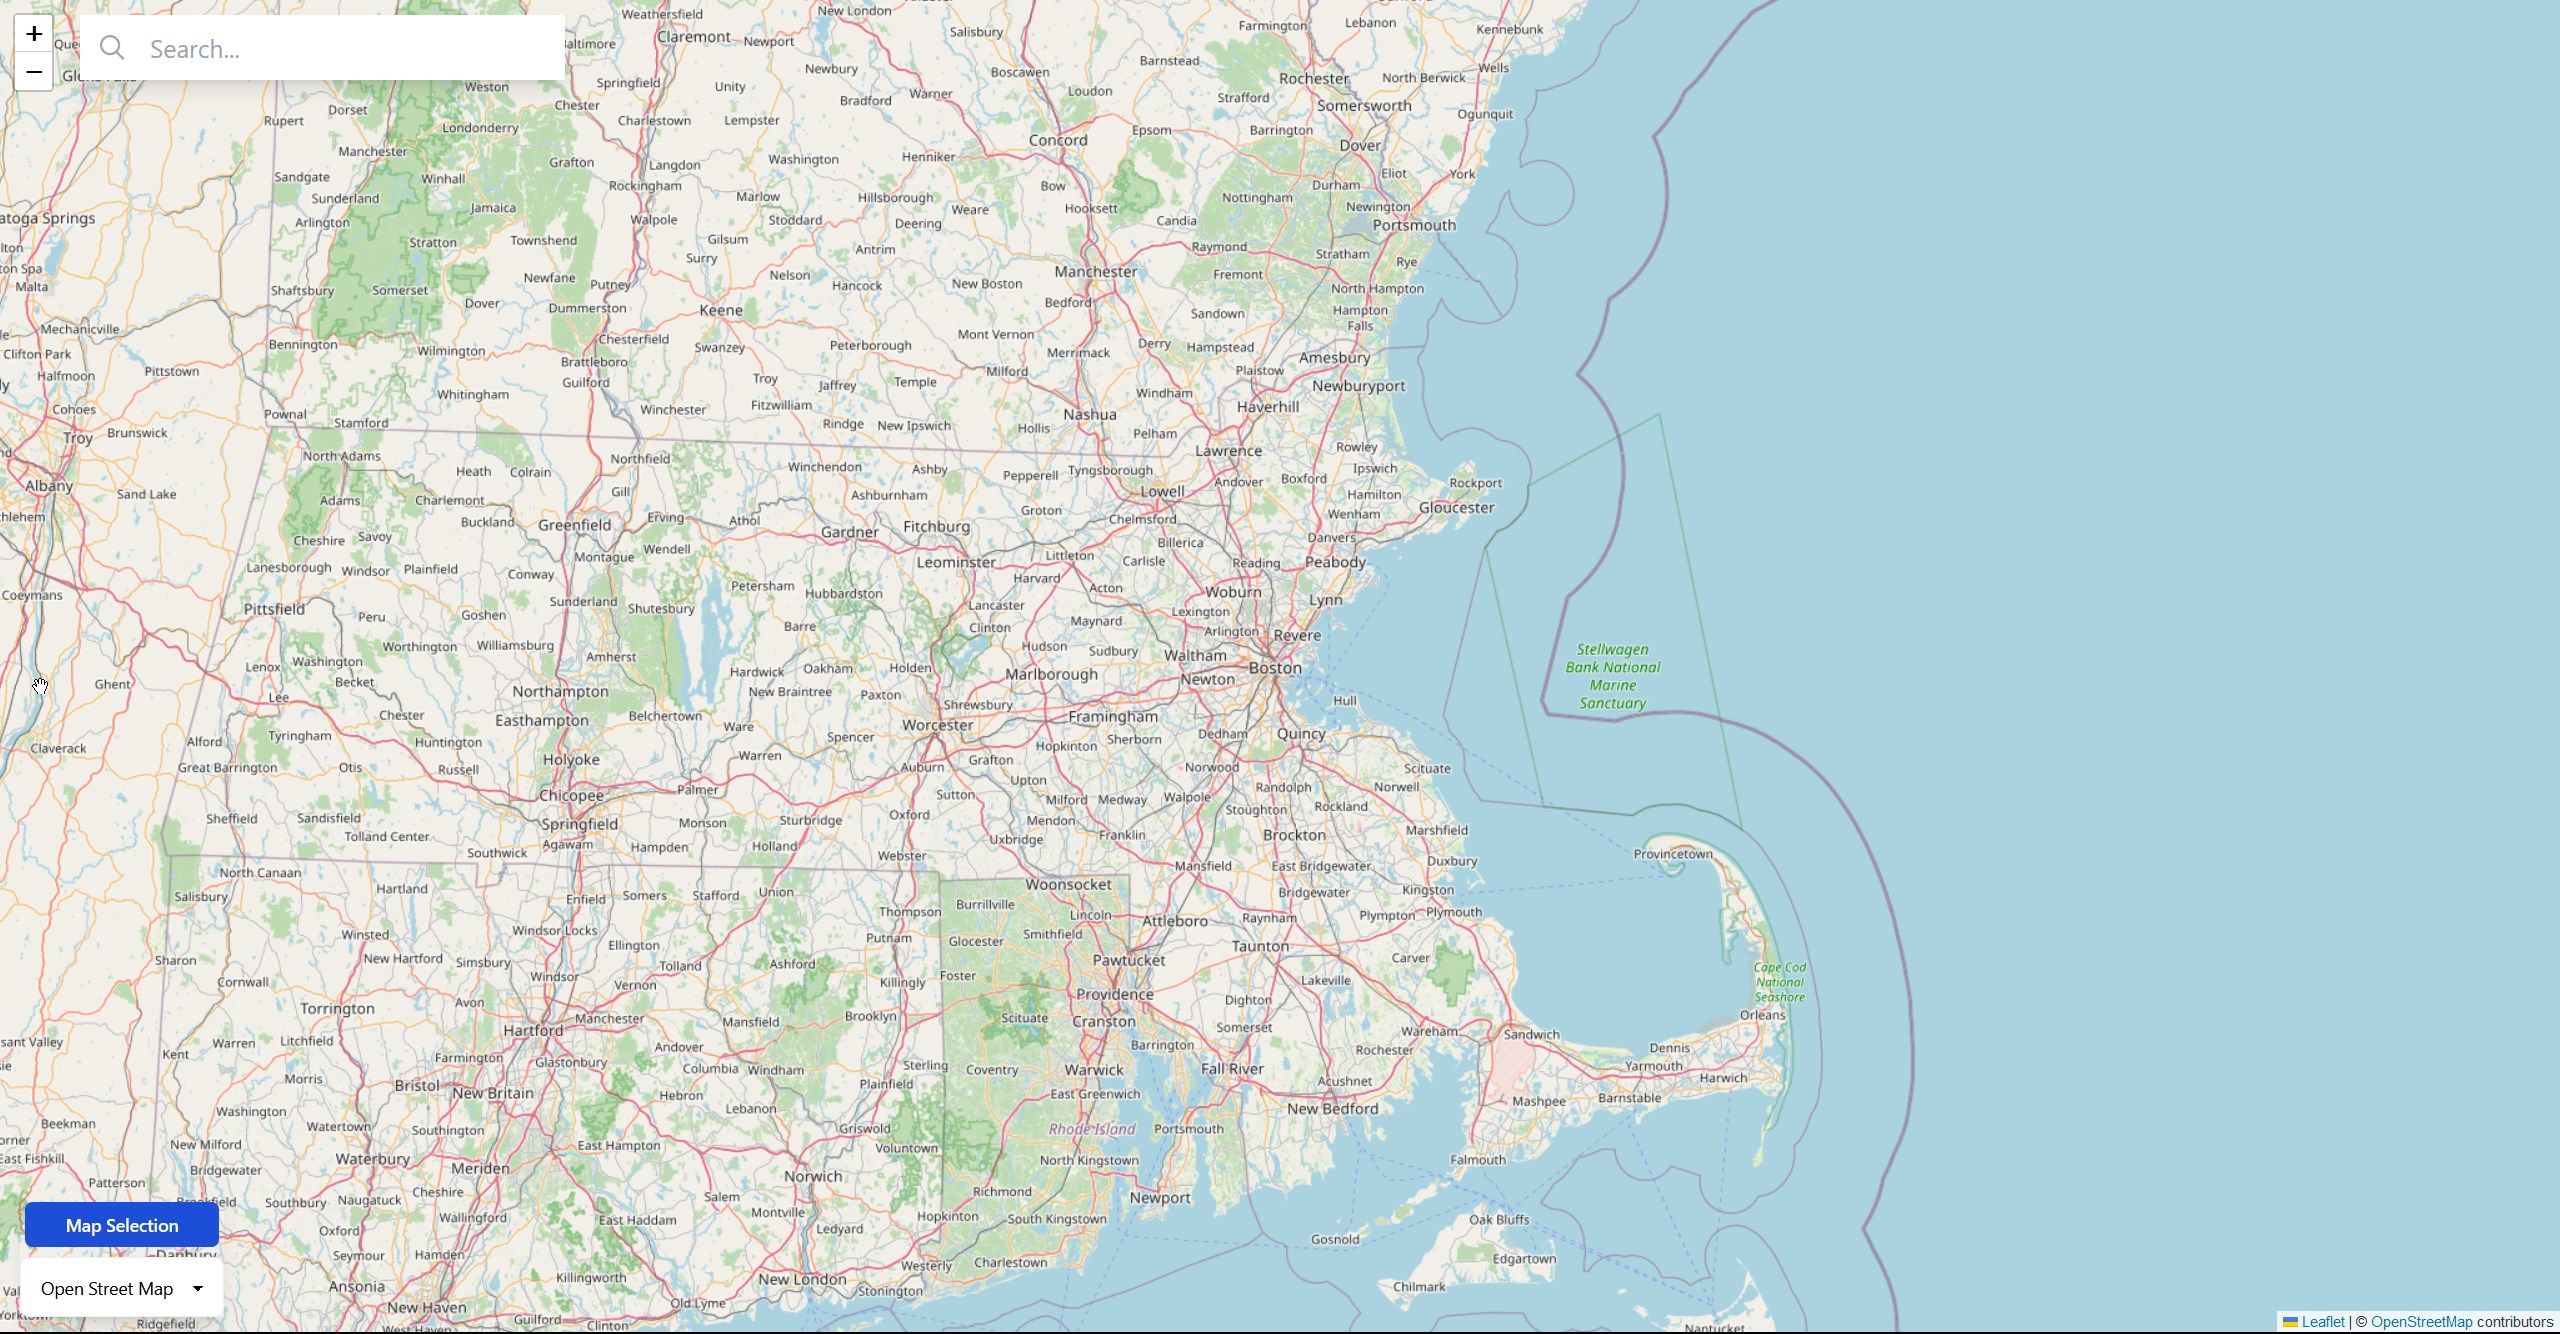 +
−
Search...
Weathersfield
New London
Lebanon
Farmington
Kennebunk
Claremont
Newport
Salisbury
Baltimore
Springfield
Newbury
Boscawen
Barnstead
Rochester
North Berwick
Wells
Weston
Unity
Warner
Loudon
Strafford
Somersworth
Dorset
Chester
Bradford
Ogunquit
Rupert
Londonderry
Charlestown
Lempster
Concord
Epsom
Barrington
Dover
Manchester
Grafton
Langdon
Washington
Henniker
Sandgate
Winhall
Rockingham
Marlow
Hillsborough
Bow
Durham
Eliot
York
Sunderland
Jamaica
Walpole
Stoddard
Weare
Hooksett
Nottingham
Newington
atoga Springs
Arlington
Stratton
Townshend
Gilsum
Deering
Candia
Portsmouth
lton
Surry
Antrim
Raymond
Stratham
Rye
ton Spa
Malta
Shaftsbury
Somerset
Newfane
Putney
Nelson
Hancock
New Boston
Manchester
Fremont
North Hampton
Dover
Dummerston
Keene
Bedford
Sandown
Hampton
Falls
Mechanicville
Bennington
Wilmington
Chesterfield
Swanzey
Peterborough
Mont Vernon
Merrimack
Derry
Hampstead
Amesbury
Clifton Park
Halfmoon
Pittstown
Brattleboro
Guilford
Troy
Jaffrey
Temple
Milford
Windham
Plaistow
Newburyport
Whitingham
Cohoes
Pownal
Stamford
Winchester
Fitzwilliam
Rindge
New Ipswich
Hollis
Nashua
Pelham
Haverhill
Troy
Brunswick
North Adams
Northfield
Winchendon
Ashby
Pepperell
Tyngsborough
Lawrence
Rowley
Ipswich
Albany
Sand Lake
Adams
Heath
Colrain
Charlemont
Gill
Ashburnham
Lowell
Andover
Boxford
Hamilton
Rockport
Gloucester
thlehem
Buckland
Greenfield
Erving
Athol
Gardner
Fitchburg
Groton
Chelmsford
Wenham
Cheshire
Savoy
Montague
Wendell
Leominster
Littleton
Billerica
Carlisle
Danvers
Reading
Peabody
Coeymans
Lanesborough
Windsor
Plainfield
Conway
Petersham
Hubbardston
Harvard
Acton
Woburn
Lynn
Pittsfield
Peru
Goshen
Sunderland
Shutesbury
Lancaster
Clinton
Maynard
Lexington
Barre
Arlington
Revere
Worthington
Williamsburg
Amherst
Hudson
Sudbury
Waltham
Boston
Lenox
Washington
Becket
Hardwick
Oakham
Holden
Marlborough
Newton
Stellwagen
Bank National
Marine
Sanctuary
Ghent
Lee
Northampton
New Braintree
Paxton
Shrewsbury
Hull
Chester
Easthampton
Belchertown
Ware
Worcester
Framingham
Claverack
Alford
Tyringham
Huntington
Spencer
Hopkinton
Sherborn
Dedham
Quincy
Great Barrington
Otis
Russell
Holyoke
Warren
Auburn
Grafton
Norwood
Scituate
Chicopee
Palmer
Sutton
Upton
Milford
Medway
Walpole
Randolph
Norwell
Sheffield
Sandisfield
Tolland Center
Springfield
Monson
Sturbridge
Oxford
Mendon
Franklin
Stoughton
Rockland
Agawam
Hampden
Holland
Uxbridge
Brockton
Marshfield
Southwick
Webster
Mansfield
East Bridgewater
Duxbury
Provincetown
North Canaan
Salisbury
Hartland
Enfield
Somers
Stafford
Union
Woonsocket
Bridgewater
Kingston
Thompson
Burrillville
Lincoln
Attleboro
Raynham
Plympton
Plymouth
Winsted
Windsor Locks
Ellington
Putnam
Glocester
Smithfield
Taunton
Sharon
New Hartford
Simsbury
Tolland
Ashford
Pawtucket
Carver
Cornwall
Windsor
Vernon
Killingly
Foster
Lakeville
Cape Cod
National
Seashore
Torrington
Avon
Manchester
Mansfield
Brooklyn
Scituate
Providence
Dighton
Orleans
Hartford
Cranston
Somerset
Wareham
Sandwich
sant Valley
Kent
Warren
Litchfield
Farmington
Glastonbury
Andover
Columbia
Windham
Sterling
Coventry
Barrington
Warwick
Fall River
Rochester
Dennis
Yarmouth
Harwich
Morris
Bristol
New Britain
Hebron
Plainfield
East Greenwich
Acushnet
New Bedford
Mashpee
Barnstable
Beekman
Washington
Watertown
Southington
Lebanon
Griswold
Voluntown
Rhode Island
Portsmouth
East Fishkill
New Milford
Bridgewater
Waterbury
Meriden
East Hampton
Norwich
North Kingstown
Falmouth
Patterson
Southbury
Naugatuck
Cheshire
Salem
Montville
Richmond
Newport
Map Selection
Oxford
Wallingford
East Haddam
Ledyard
Hopkinton
South Kingstown
Oak Bluffs
Danbury
Seymour
Hamden
Gosnold
Edgartown
Open Street Map
Ansonia
Killingworth
New London
Westerly
Charlestown
Chilmark
New Haven
Old Lyme
Stonington
Ridgefield
West Haven
Guilford
Clinton
Nantucket
Leaflet | © OpenStreetMap contributors